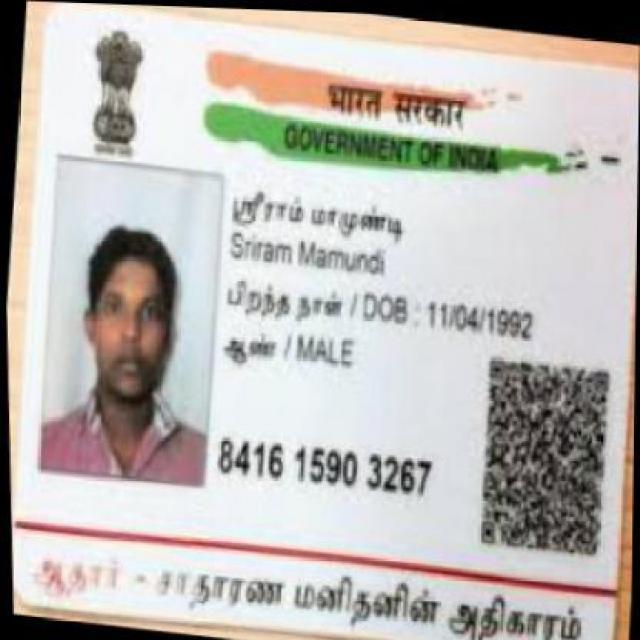 भारत सरकार
GOVERNMENT OF INDIA
ஸ்ரீராம் மாமுண்டி
Sriram Mamundi
பிறந்த நாள் / DOB : 11/04/1992
ஆண் / MALE
8416 1590 3267
ஆதார் - சாதாரண மனிதனின் அதிகாரம்